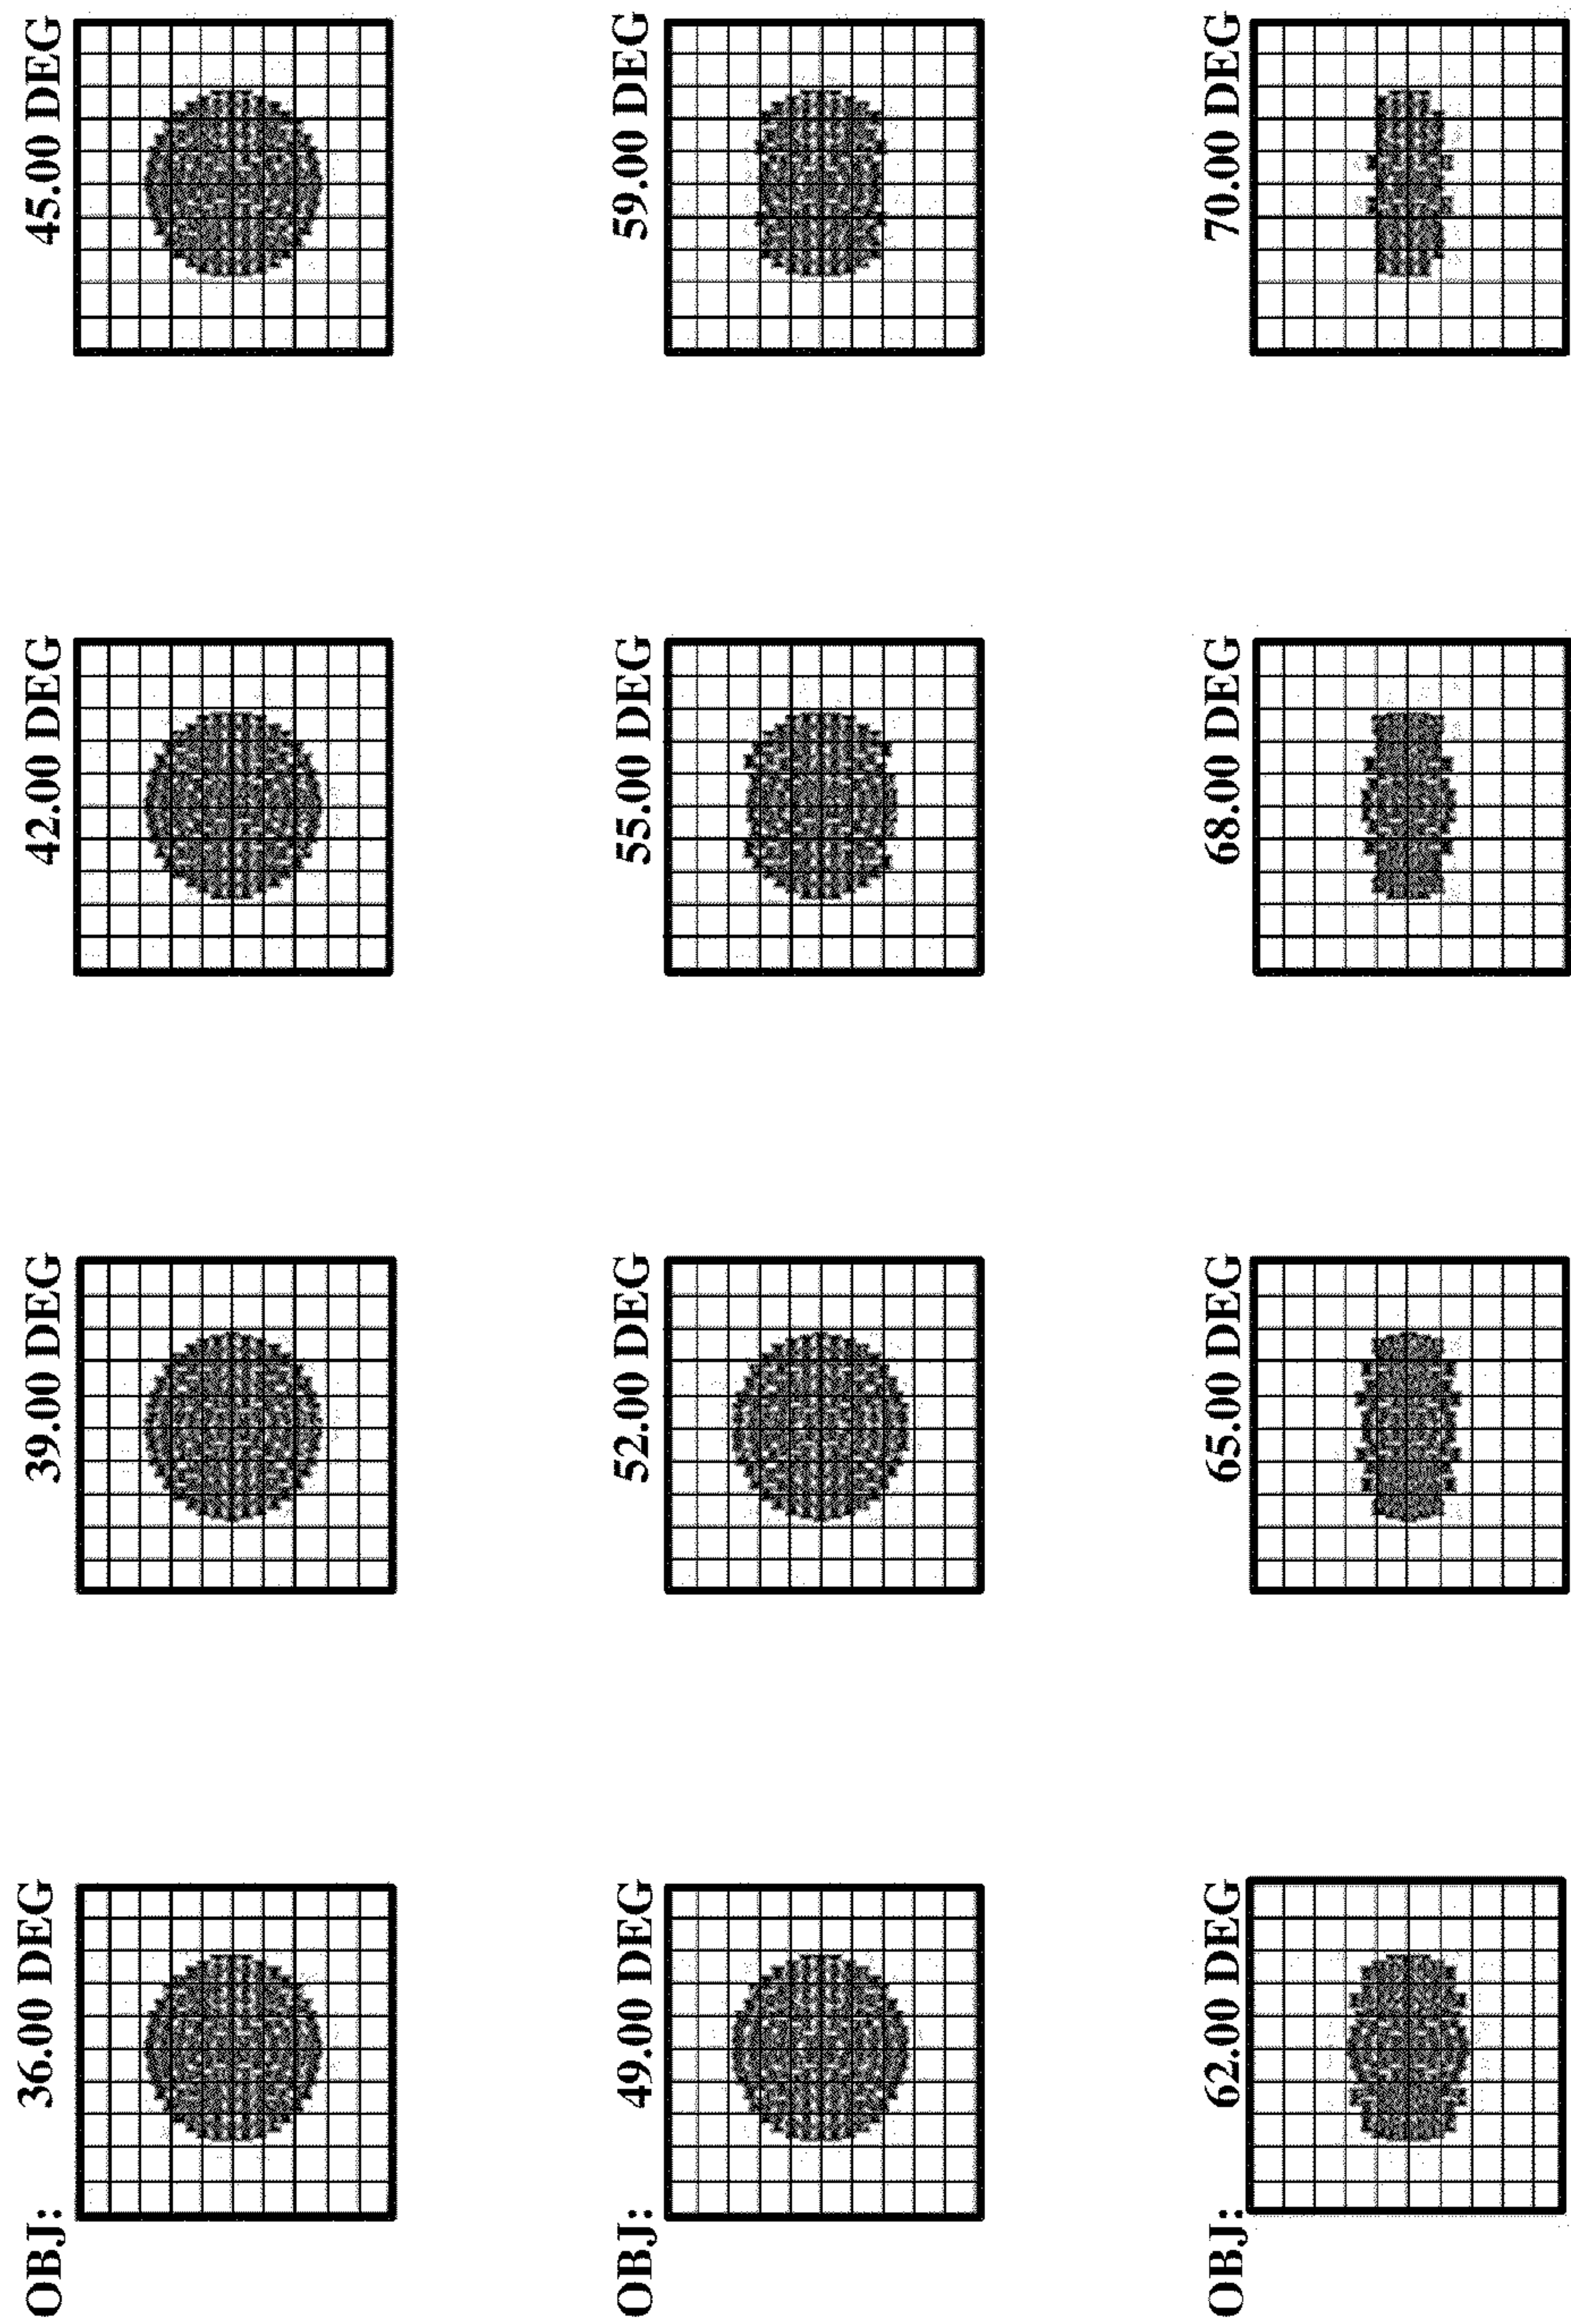 OBJ: 36.00 DEG 39.00 DEG 42.00 DEG 45.00 DEG
OBJ: 49.00 DEG 52.00 DEG 55.00 DEG 59.00 DEG
OBJ: 62.00 DEG 65.00 DEG 68.00 DEG 70.00 DEG